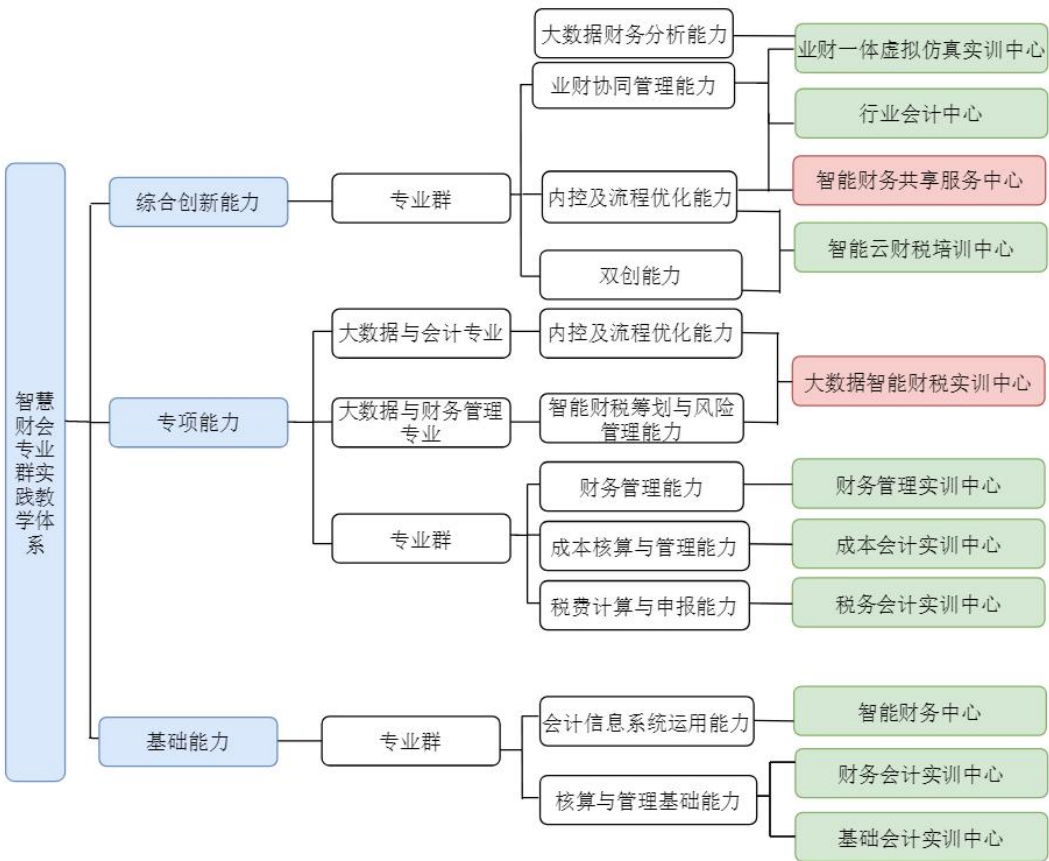 大数据财务分析能力
业财一体虚拟仿真实训中心
业财协同管理能力
行业会计中心
综合创新能力
专业群
内控及流程优化能力
智能财务共享服务中心
双创能力
智能云财税培训中心
智慧
财会
专业
群实
践教
学体
系
专项能力
大数据与会计专业
内控及流程优化能力
大数据智能财税实训中心
大数据与财务管理
专业
智能财税筹划与风险
管理能力
专业群
财务管理能力
财务管理实训中心
成本核算与管理能力
成本会计实训中心
税费计算与申报能力
税务会计实训中心
基础能力
专业群
会计信息系统运用能力
智能财务中心
核算与管理基础能力
财务会计实训中心
基础会计实训中心